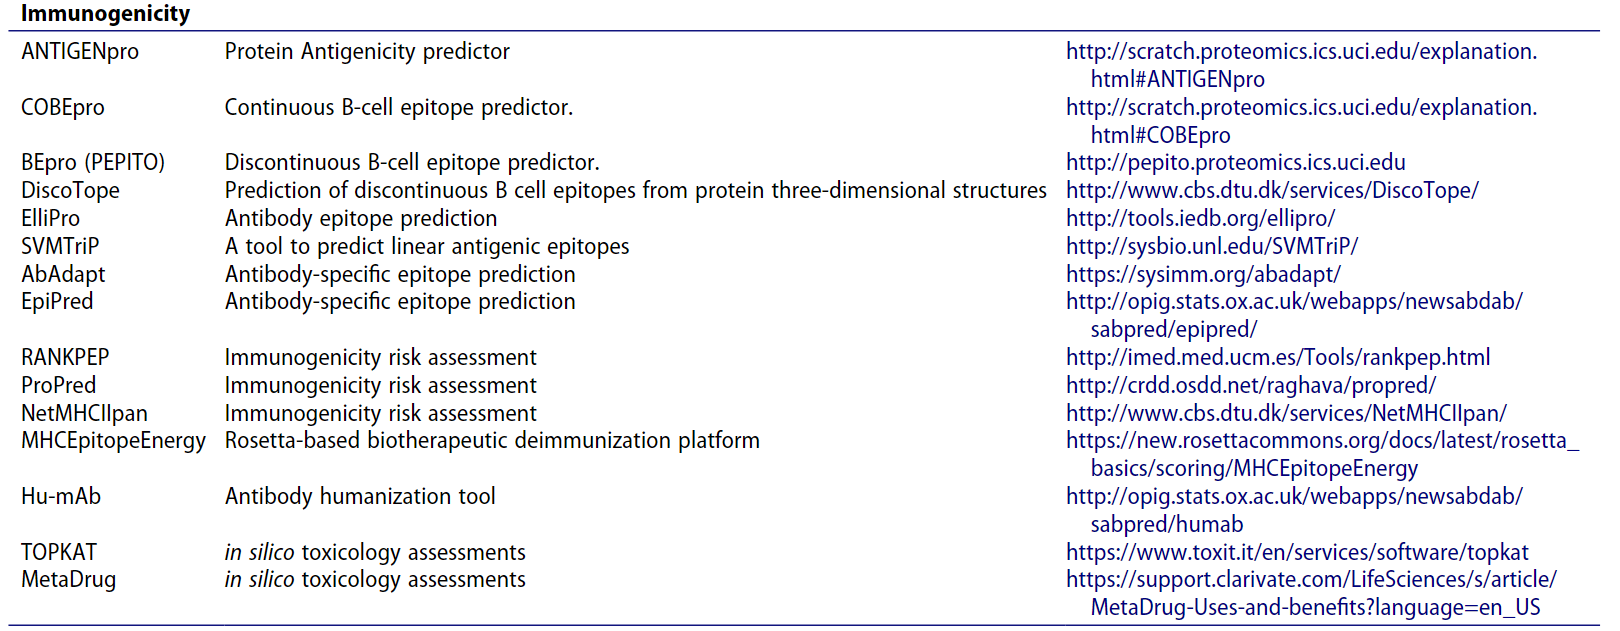 Immunogenicity
ANTIGENpro Protein Antigenicity predictor http://scratch.proteomics.ics.uci.edu/explanation.
html#ANTIGENpro
COBEpro Continuous B-cell epitope predictor. http://scratch.proteomics.ics.uci.edu/explanation.
html#COBEpro
BEpro (PEPITO) Discontinuous B-cell epitope predictor. http://pepito.proteomics.ics.uci.edu
DiscoTope Prediction of discontinuous B cell epitopes from protein three-dimensional structures http://www.cbs.dtu.dk/services/DiscoTope/
ElliPro Antibody epitope prediction http://tools.iedb.org/ellipro/
SVMTriP A tool to predict linear antigenic epitopes http://sysbio.unl.edu/SVMTriP/
AbAdapt Antibody-specific epitope prediction https://sysimm.org/abadapt/
EpiPred Antibody-specific epitope prediction http://opig.stats.ox.ac.uk/webapps/newsabdab/
sabpred/epipred/
RANKPEP Immunogenicity risk assessment http://imed.med.ucm.es/Tools/rankpep.html
ProPred Immunogenicity risk assessment http://crdd.osdd.net/raghava/propred/
NetMHCIIpan Immunogenicity risk assessment http://www.cbs.dtu.dk/services/NetMHCIIpan/
MHCEpitopeEnergy Rosetta-based biotherapeutic deimmunization platform https://new.rosettacommons.org/docs/latest/rosetta_
basics/scoring/MHCEpitopeEnergy
Hu-mAb Antibody humanization tool http://opig.stats.ox.ac.uk/webapps/newsabdab/
sabpred/humab
TOPKAT in silico toxicology assessments https://www.toxit.it/en/services/software/topkat
MetaDrug in silico toxicology assessments https://support.clarivate.com/LifeSciences/s/article/
MetaDrug-Uses-and-benefits?language=en_US